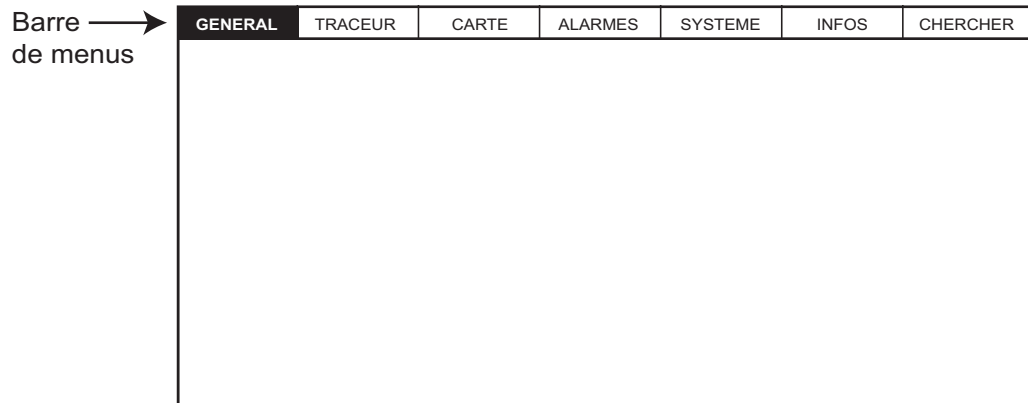 Barre
de menus
GENERAL TRACEUR CARTE ALARMES SYSTEME INFOS CHERCHER